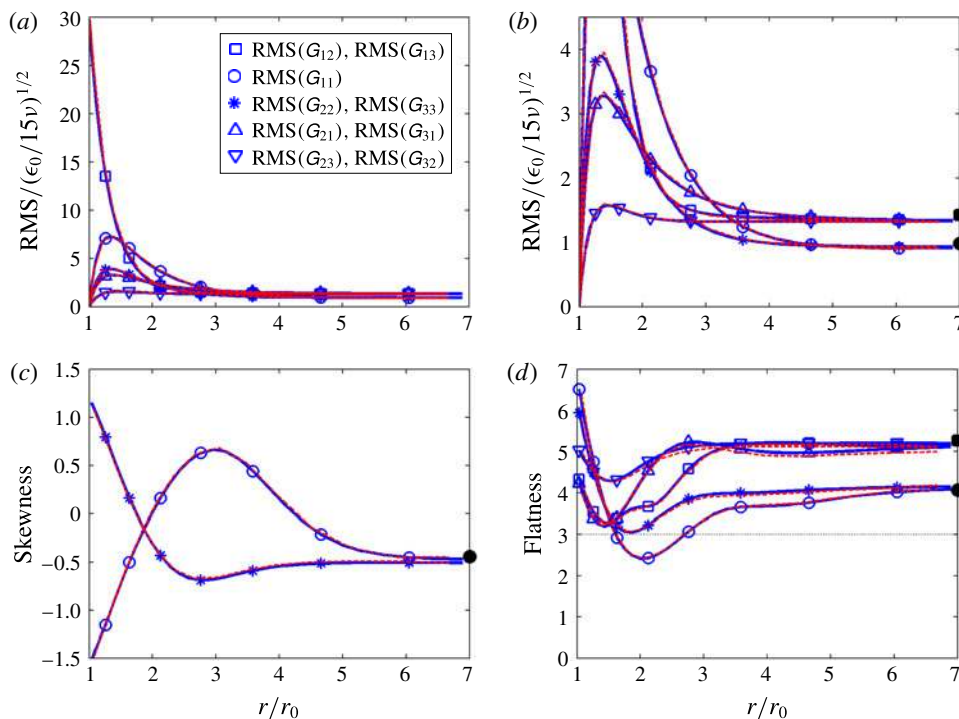 (a)
30
25
20
15
10
5
0
RMS/(ϵ0/15ν)^1/2
RMS(G12), RMS(G13)
RMS(G11)
RMS(G22), RMS(G33)
RMS(G21), RMS(G31)
RMS(G23), RMS(G32)
1 2 3 4 5 6 7
(b)
4
3
2
1
0
RMS/(ϵ0/15ν)^1/2
1 2 3 4 5 6 7
(c)
1.5
1.0
0.5
0
−0.5
−1.0
−1.5
Skewness
1 2 3 4 5 6 7
r/r0
(d)
7
6
5
4
3
2
1
0
Flatness
1 2 3 4 5 6 7
r/r0